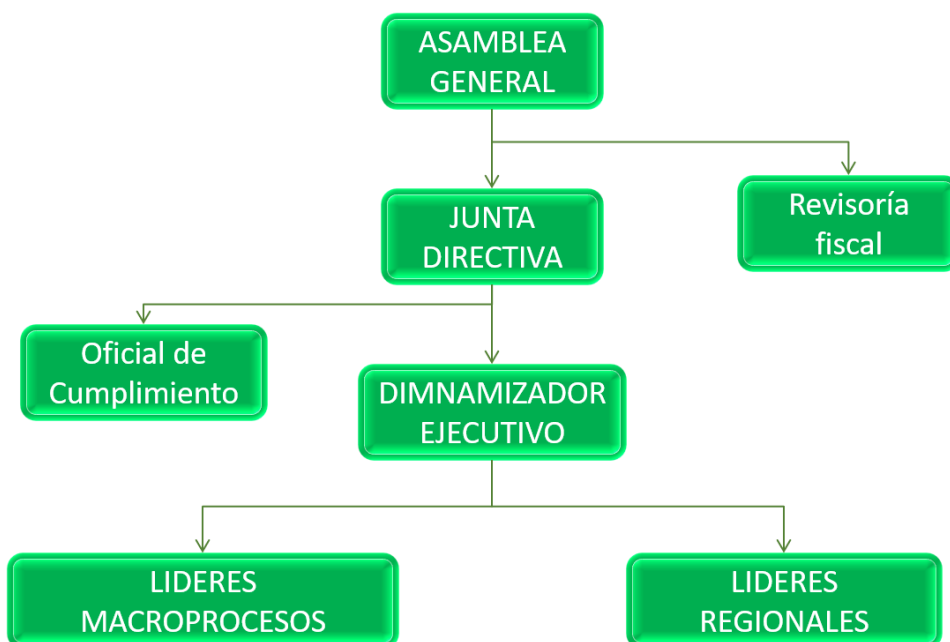 ASAMBLEA
GENERAL
JUNTA
DIRECTIVA
Revisoría
fiscal
Oficial de
Cumplimiento
DIMNAMIZADOR
EJECUTIVO
LIDERES
MACROPROCESOS
LIDERES
REGIONALES